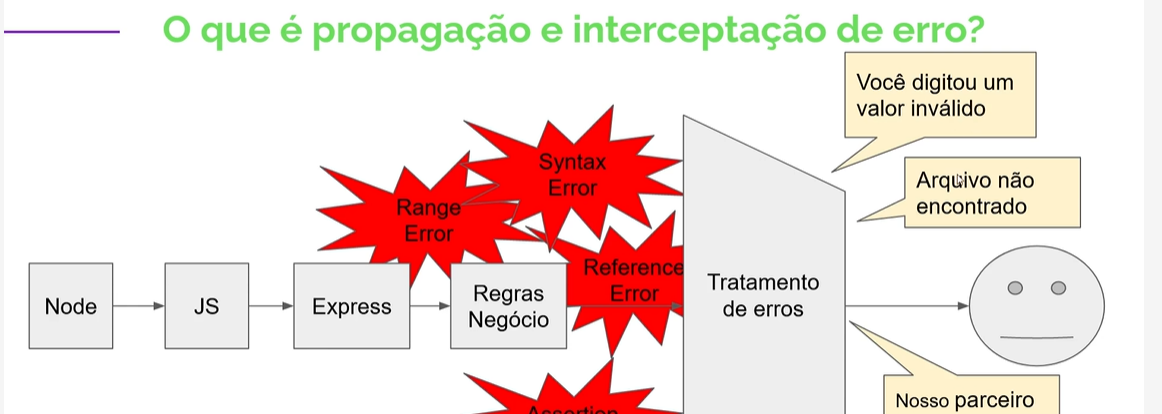 O que é propagação e interceptação de erro?
Você digitou um
valor inválido
Syntax
Error
Arquivo não
encontrado
Range
Error
Reference
Error
Node
JS
Express
Regras
Negócio
Tratamento
de erros
Nosso parceiro